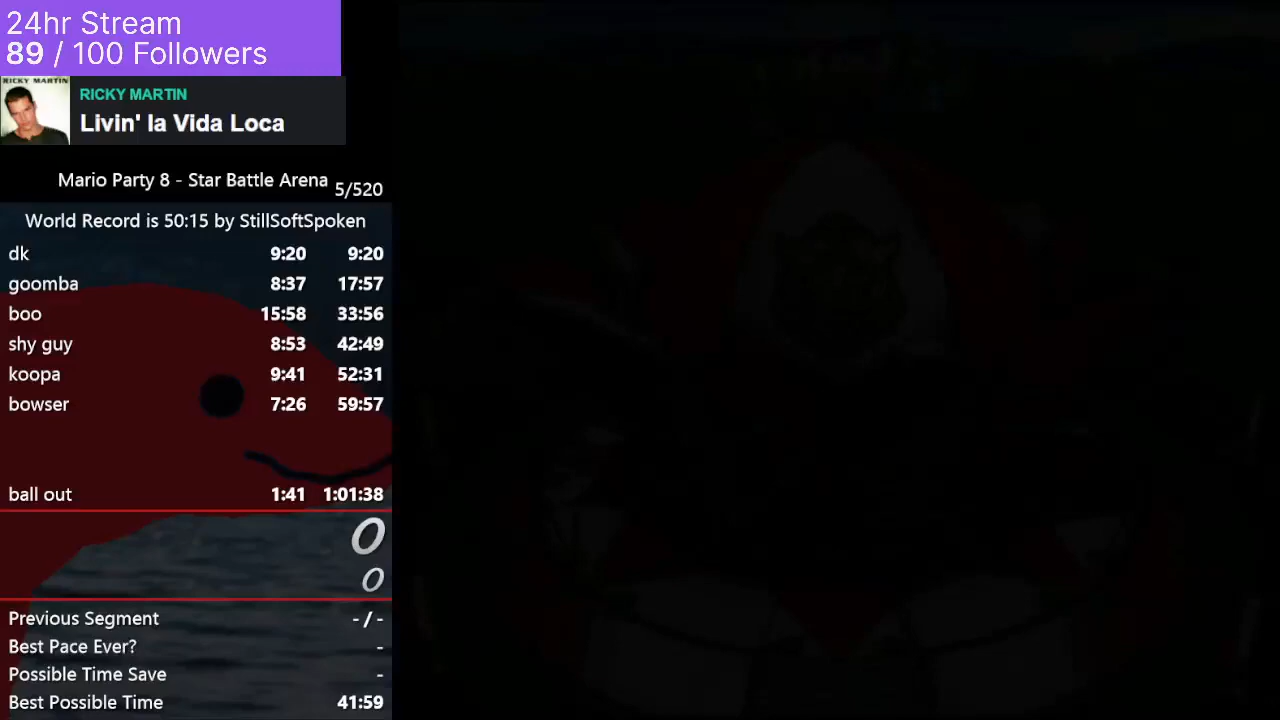 24hr Stream
89 / 100 Followers
RICKY MARTIN
RICKY MARTIN
Livin' la Vida Loca
Mario Party 8 - Star Battle Arena 5/520
World Record is 50:15 by StillSoftSpoken
dk 9:20 9:20
goomba 8:37 17:57
boo 15:58 33:56
shy guy 8:53 42:49
koopa 9:41 52:31
bowser 7:26 59:57
ball out 1:41 1:01:38
0
0
Previous Segment - / -
Best Pace Ever? -
Possible Time Save -
Best Possible Time 41:59